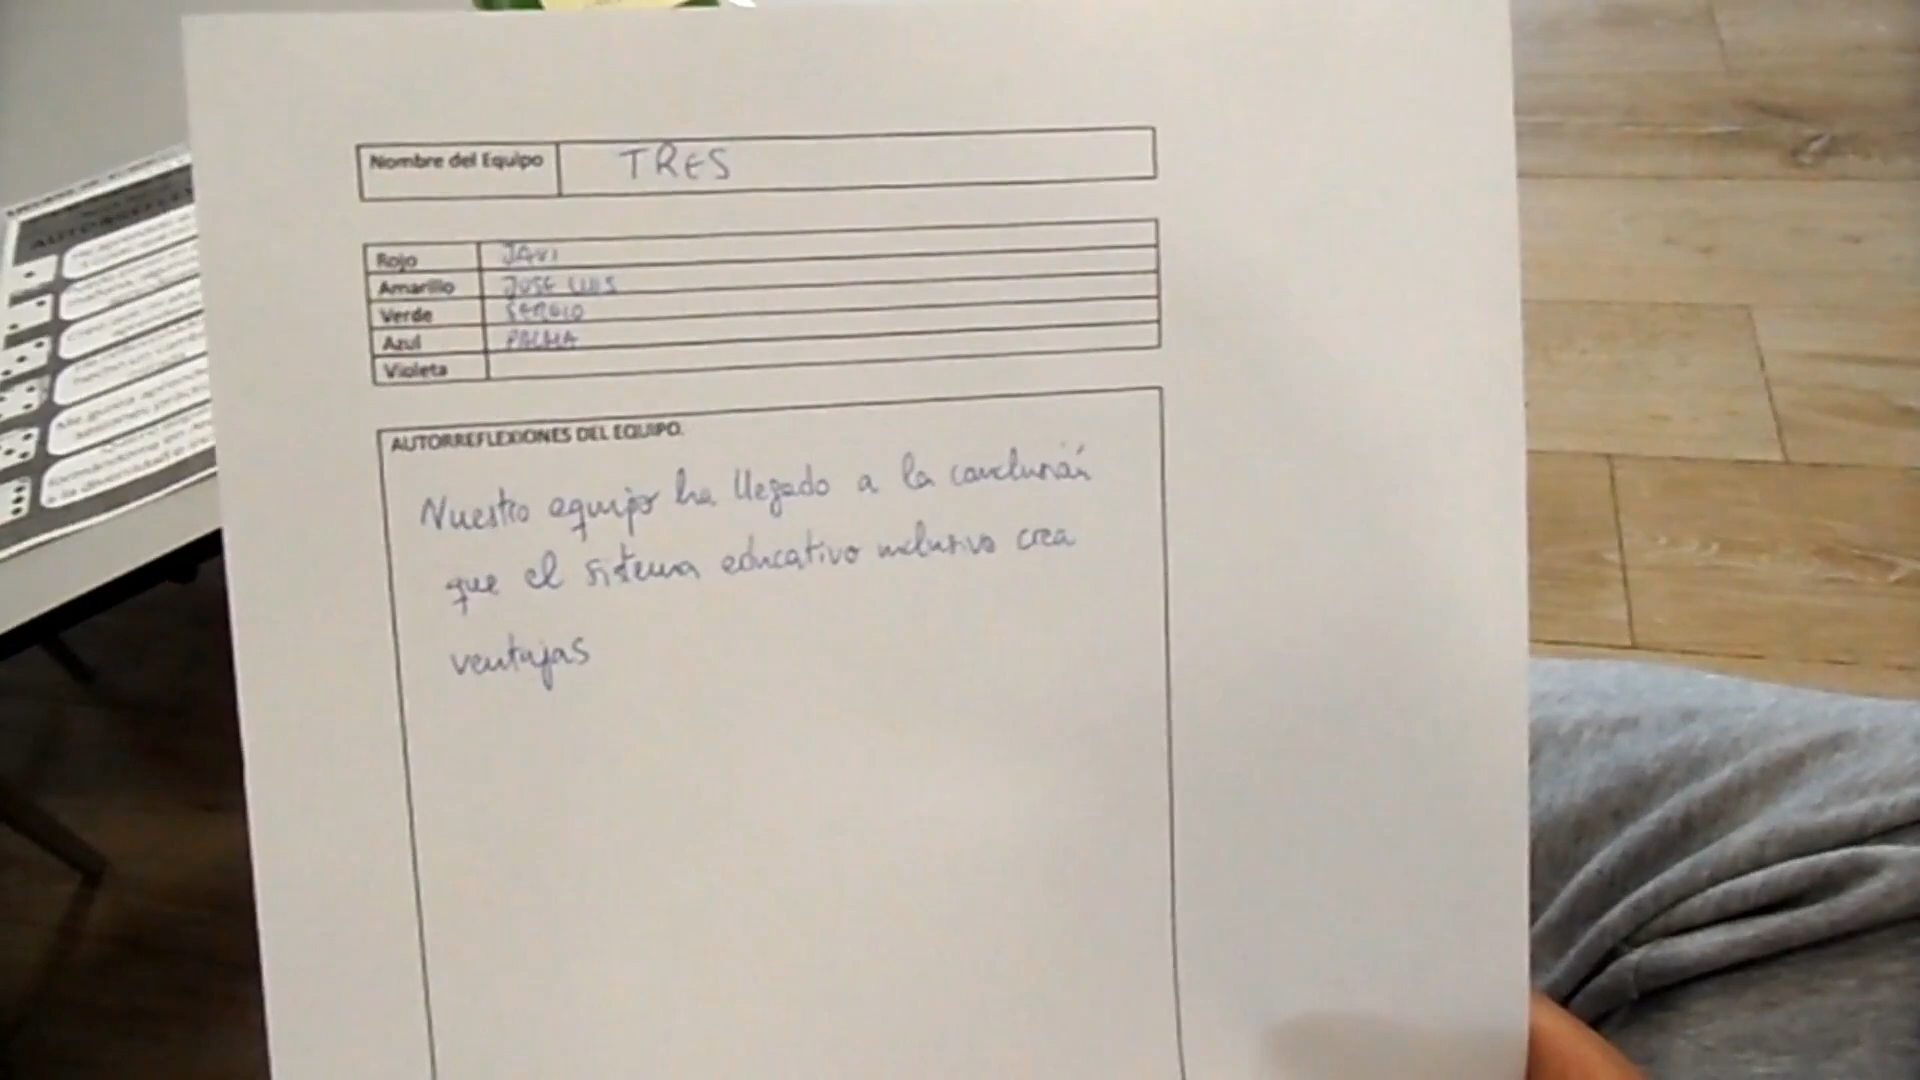 Nombre del Equipo TRES
Rojo JAVI
Amarillo JOSE LUIS
Verde SERGIO
Azul PALMA
Violeta
AUTORREFLEXIONES DEL EQUIPO.
Nuestro equipo ha llegado a la conclusión
que el sistema educativo inclusivo crea
ventajas